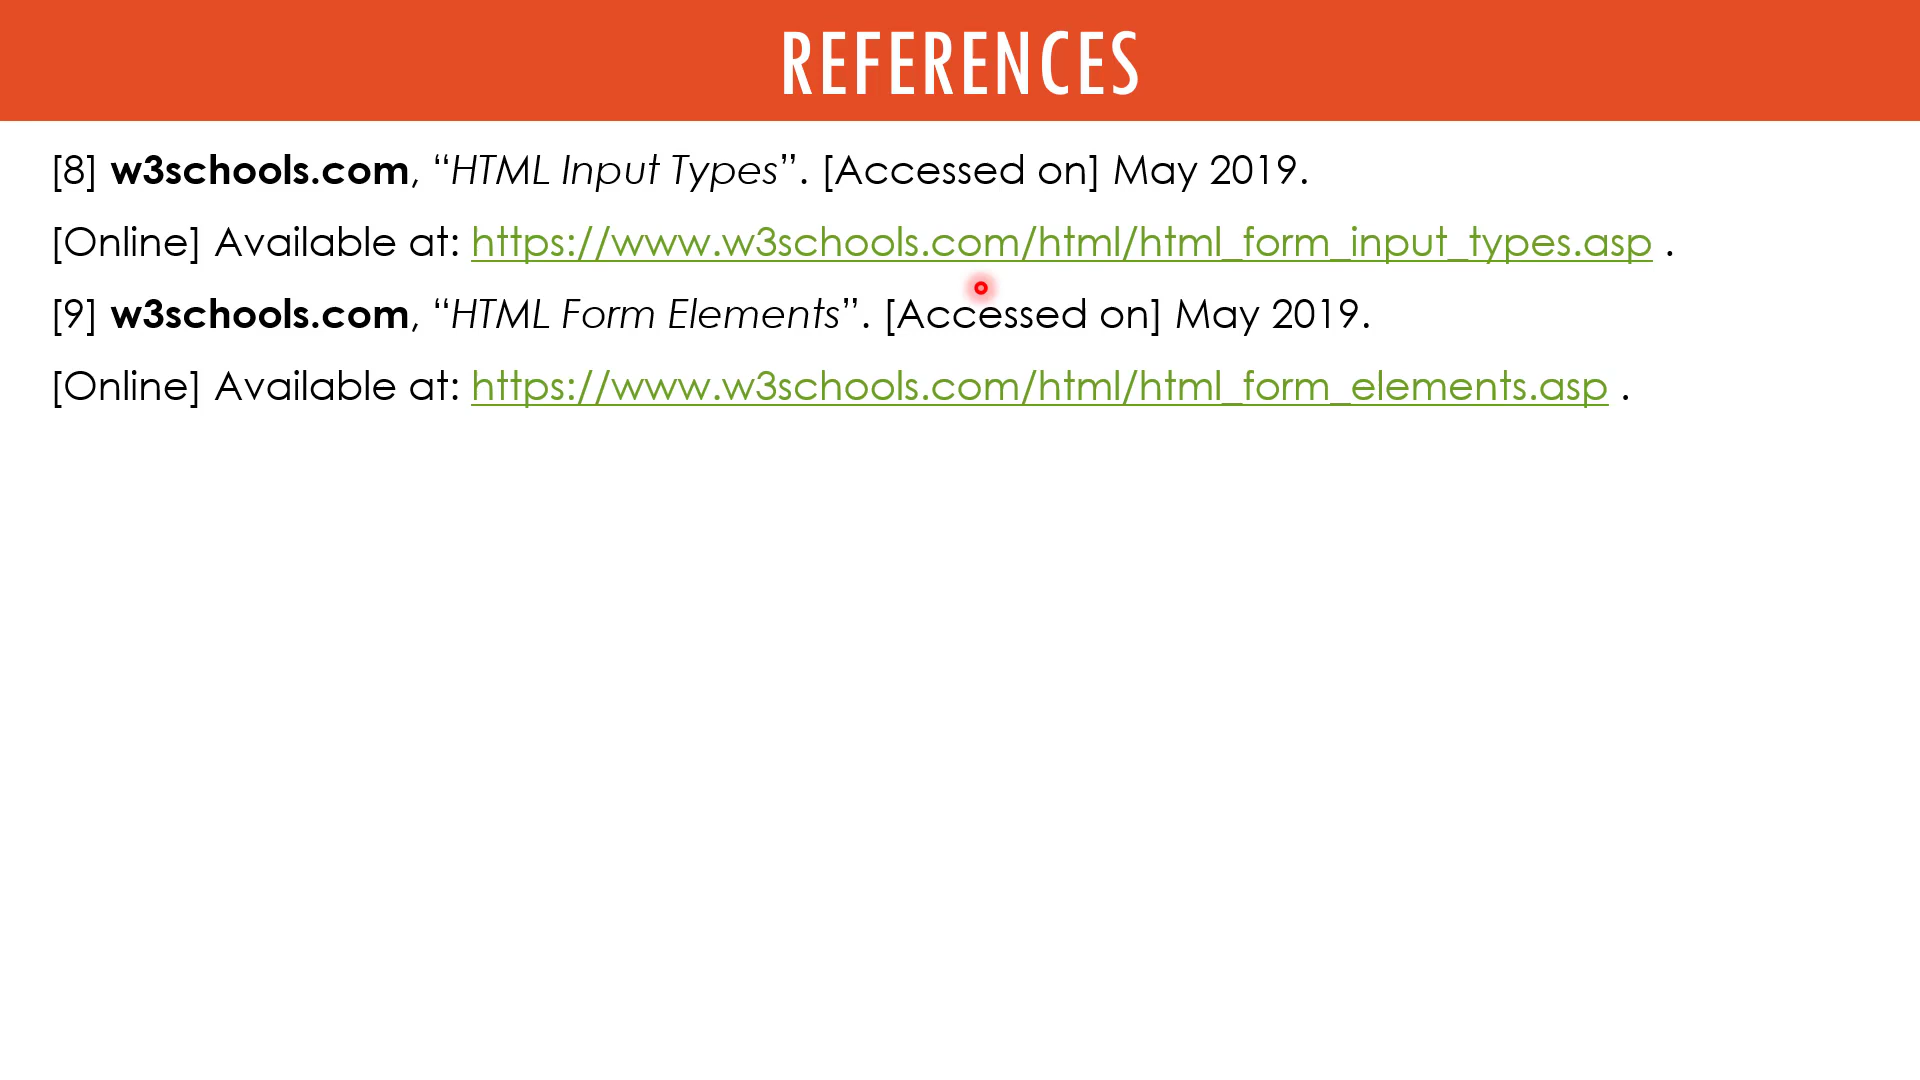 REFERENCES
[8] w3schools.com, “HTML Input Types”. [Accessed on] May 2019.
[Online] Available at: https://www.w3schools.com/html/html_form_input_types.asp .
[9] w3schools.com, “HTML Form Elements”. [Accessed on] May 2019.
[Online] Available at: https://www.w3schools.com/html/html_form_elements.asp .